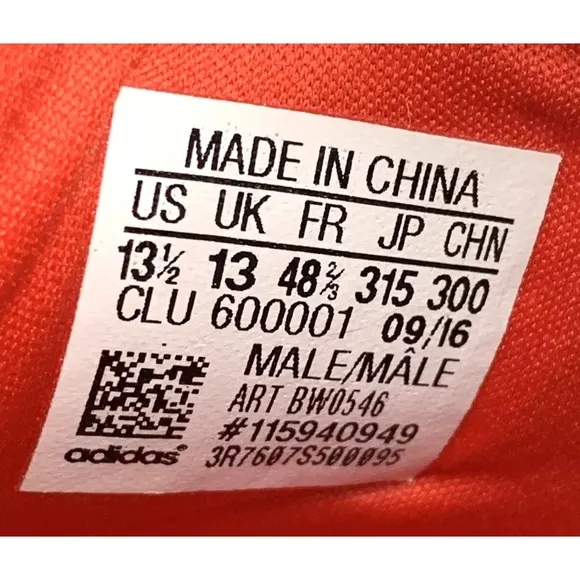 MADE IN CHINA
US UK FR JP CHN
13½ 13 48⅔ 315 300
CLU 600001 09/16
MALE/MÂLE
ART BW0546
#115940949
adidas 3R7607S500095